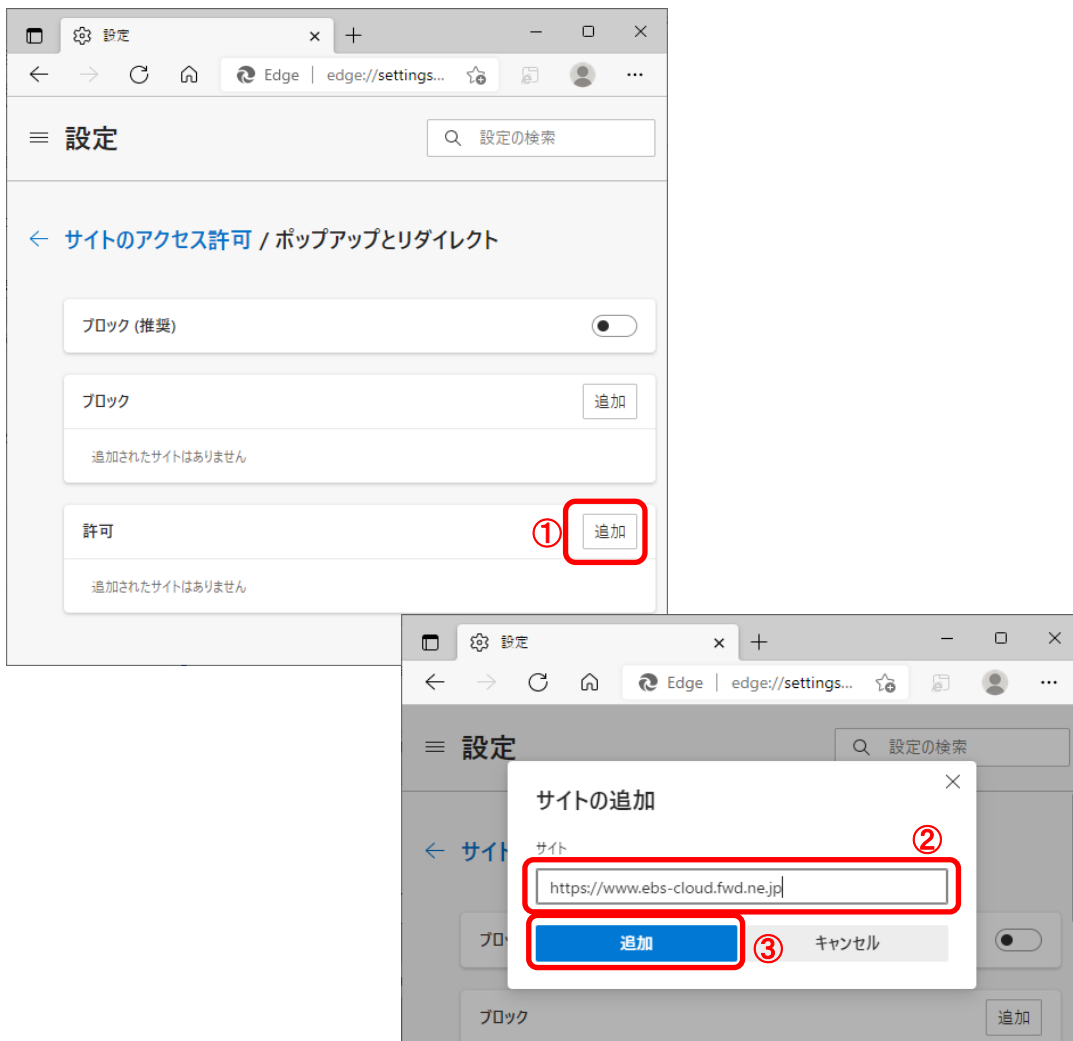 設定
Edge | edge://settings...
設定
設定の検索
サイトのアクセス許可 / ポップアップとリダイレクト
ブロック (推奨)
ブロック
追加
追加されたサイトはありません
許可
①
追加
追加されたサイトはありません
設定
Edge | edge://settings...
設定
設定の検索
サイトの追加
サイト
サイト
②
https://www.ebs-cloud.fwd.ne.jp
ブロ
追加
③
キャンセル
ブロック
追加